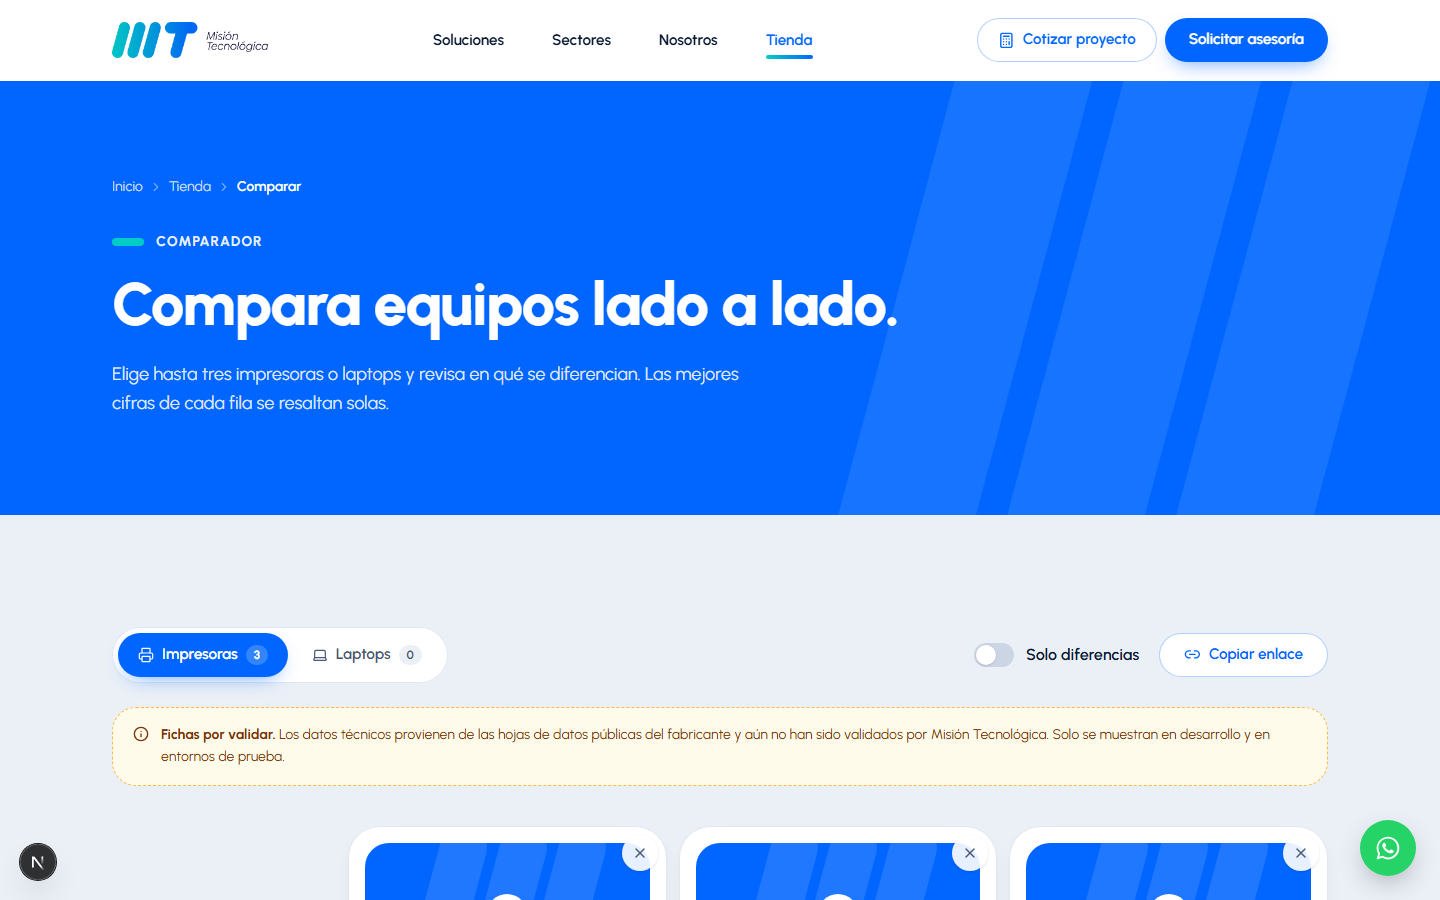 MT Misión
Tecnológica
Soluciones
Sectores
Nosotros
Tienda
Cotizar proyecto
Solicitar asesoría
Inicio > Tienda > Comparar
COMPARADOR
Compara equipos lado a lado.
Elige hasta tres impresoras o laptops y revisa en qué se diferencian. Las mejores
cifras de cada fila se resaltan solas.
Impresoras 3
Laptops 0
Solo diferencias
Copiar enlace
Fichas por validar. Los datos técnicos provienen de las hojas de datos públicas del fabricante y aún no han sido validados por Misión Tecnológica. Solo se muestran en desarrollo y en
entornos de prueba.
N